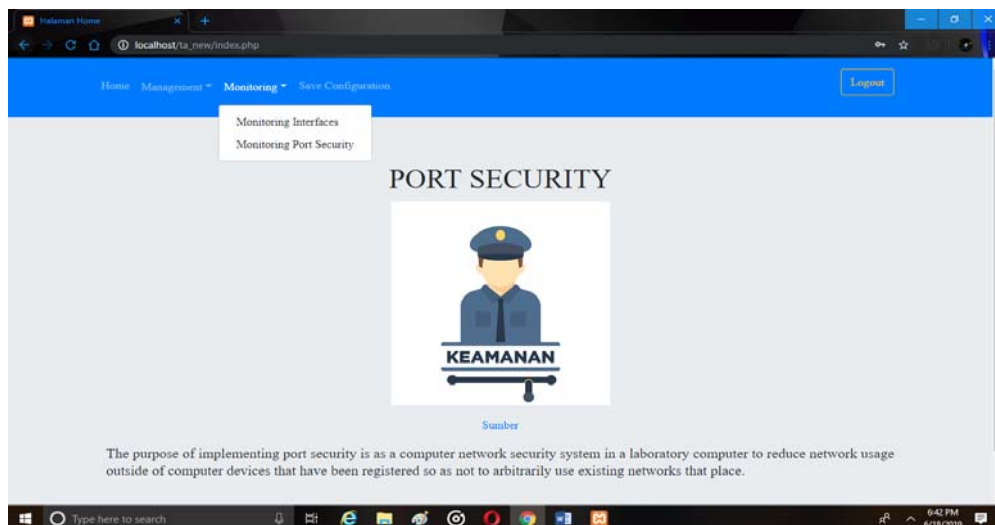 Halaman Home
localhost/ta_new/index.php
Home Management Monitoring Save Configuration Logout
Monitoring Interfaces
Monitoring Port Security
PORT SECURITY
KEAMANAN
Sumber
The purpose of implementing port security is as a computer network security system in a laboratory computer to reduce network usage
outside of computer devices that have been registered so as not to arbitrarily use existing networks that place.
Type here to search
6:42 PM
6/18/2019